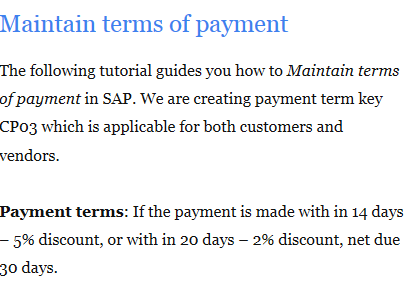 Maintain terms of payment
The following tutorial guides you how to Maintain terms
of payment in SAP. We are creating payment term key
CP03 which is applicable for both customers and
vendors.
Payment terms: If the payment is made with in 14 days
– 5% discount, or with in 20 days – 2% discount, net due
30 days.